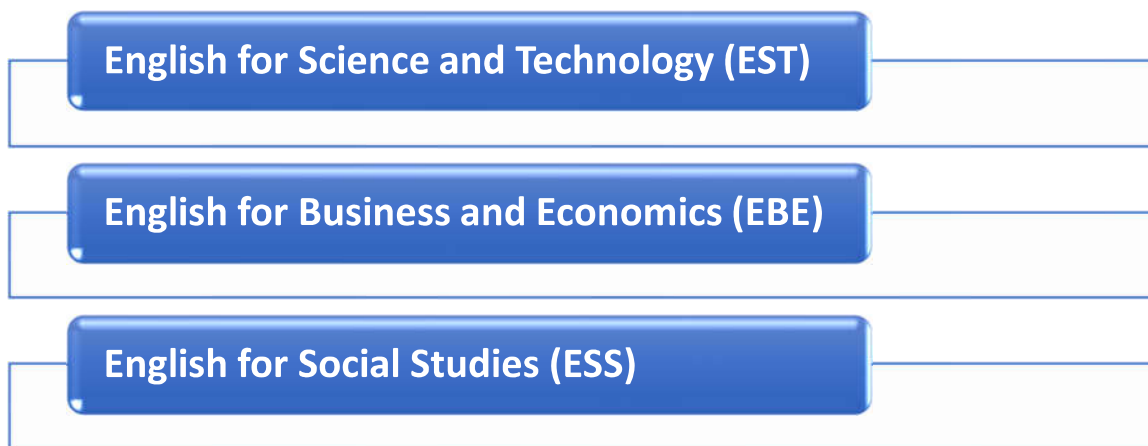 English for Science and Technology (EST)
English for Business and Economics (EBE)
English for Social Studies (ESS)